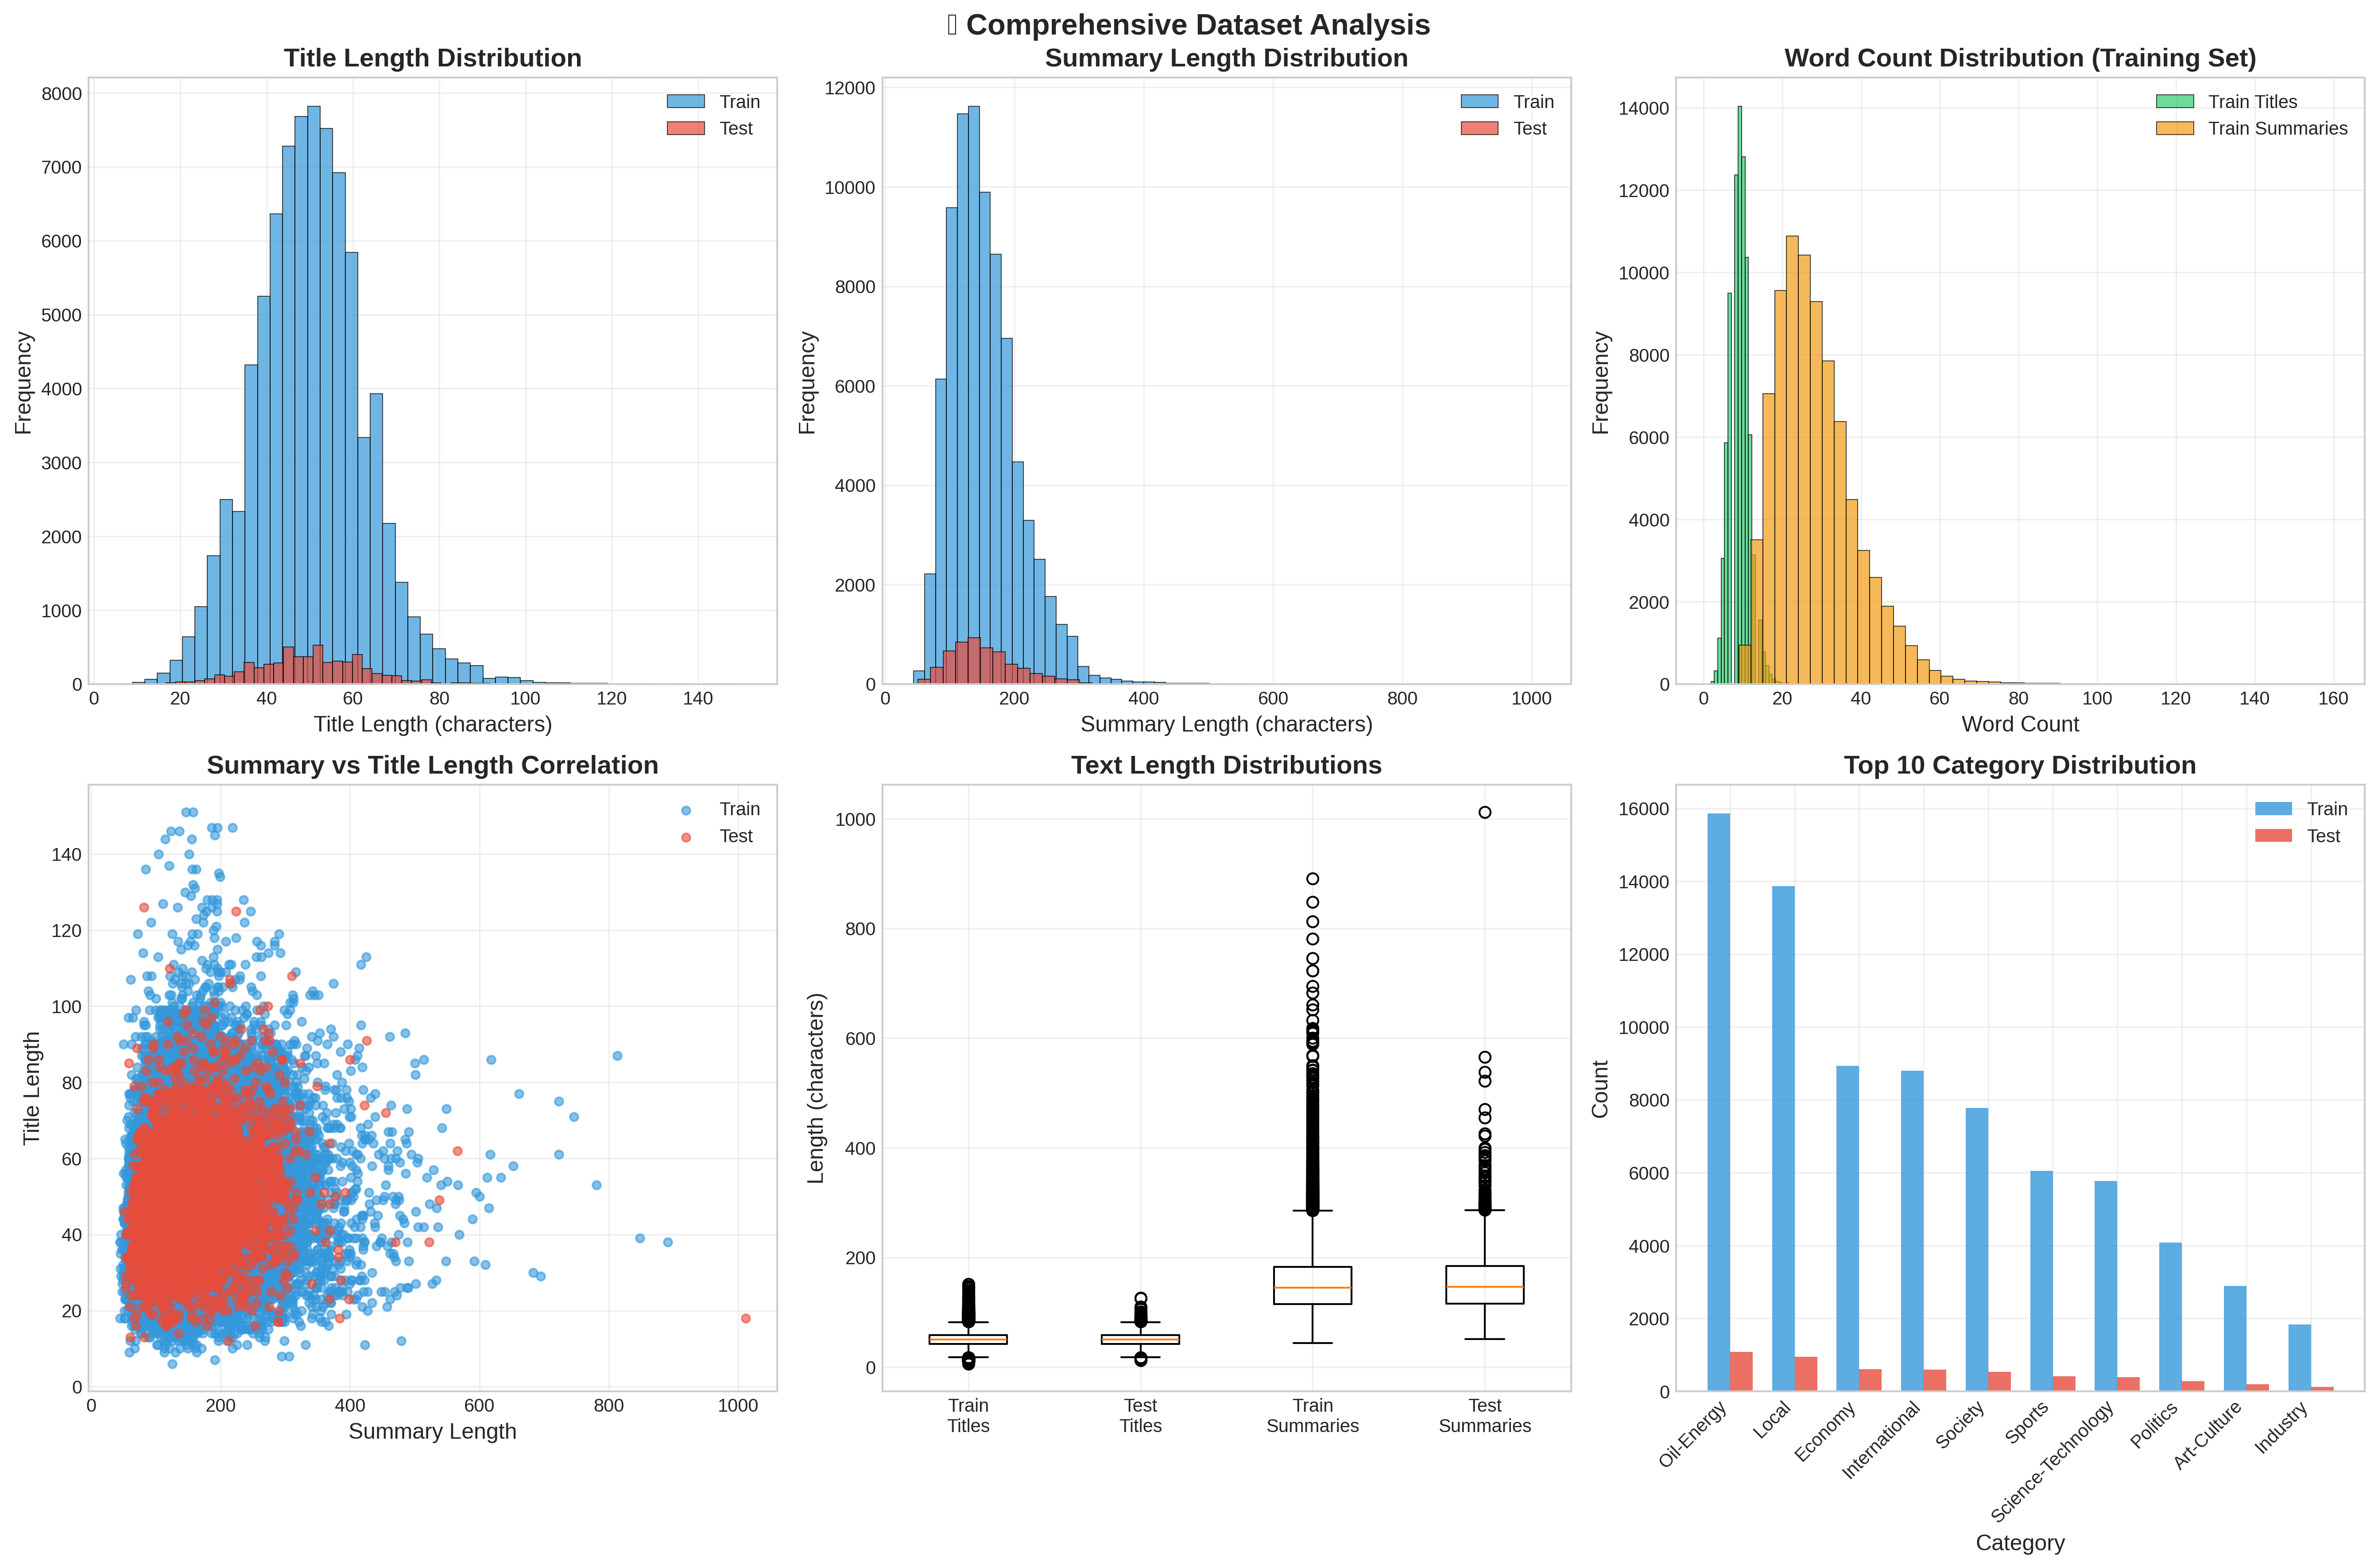 ▯ Comprehensive Dataset Analysis
Title Length Distribution
8000
7000
6000
5000
4000
3000
2000
1000
0
Frequency
0 20 40 60 80 100 120 140
Title Length (characters)
Train
Test
Summary Length Distribution
12000
10000
8000
6000
4000
2000
0
Frequency
0 200 400 600 800 1000
Summary Length (characters)
Train
Test
Word Count Distribution (Training Set)
14000
12000
10000
8000
6000
4000
2000
0
Frequency
0 20 40 60 80 100 120 140 160
Word Count
Train Titles
Train Summaries
Summary vs Title Length Correlation
140
120
100
80
60
40
20
0
Title Length
0 200 400 600 800 1000
Summary Length
Train
Test
Text Length Distributions
1000
800
600
400
200
0
Length (characters)
Train
Titles
Test
Titles
Train
Summaries
Test
Summaries
Top 10 Category Distribution
16000
14000
12000
10000
8000
6000
4000
2000
0
Count
Train
Test
Oil-Energy
Local
Economy
International
Society
Sports
Science-Technology
Politics
Art-Culture
Industry
Category